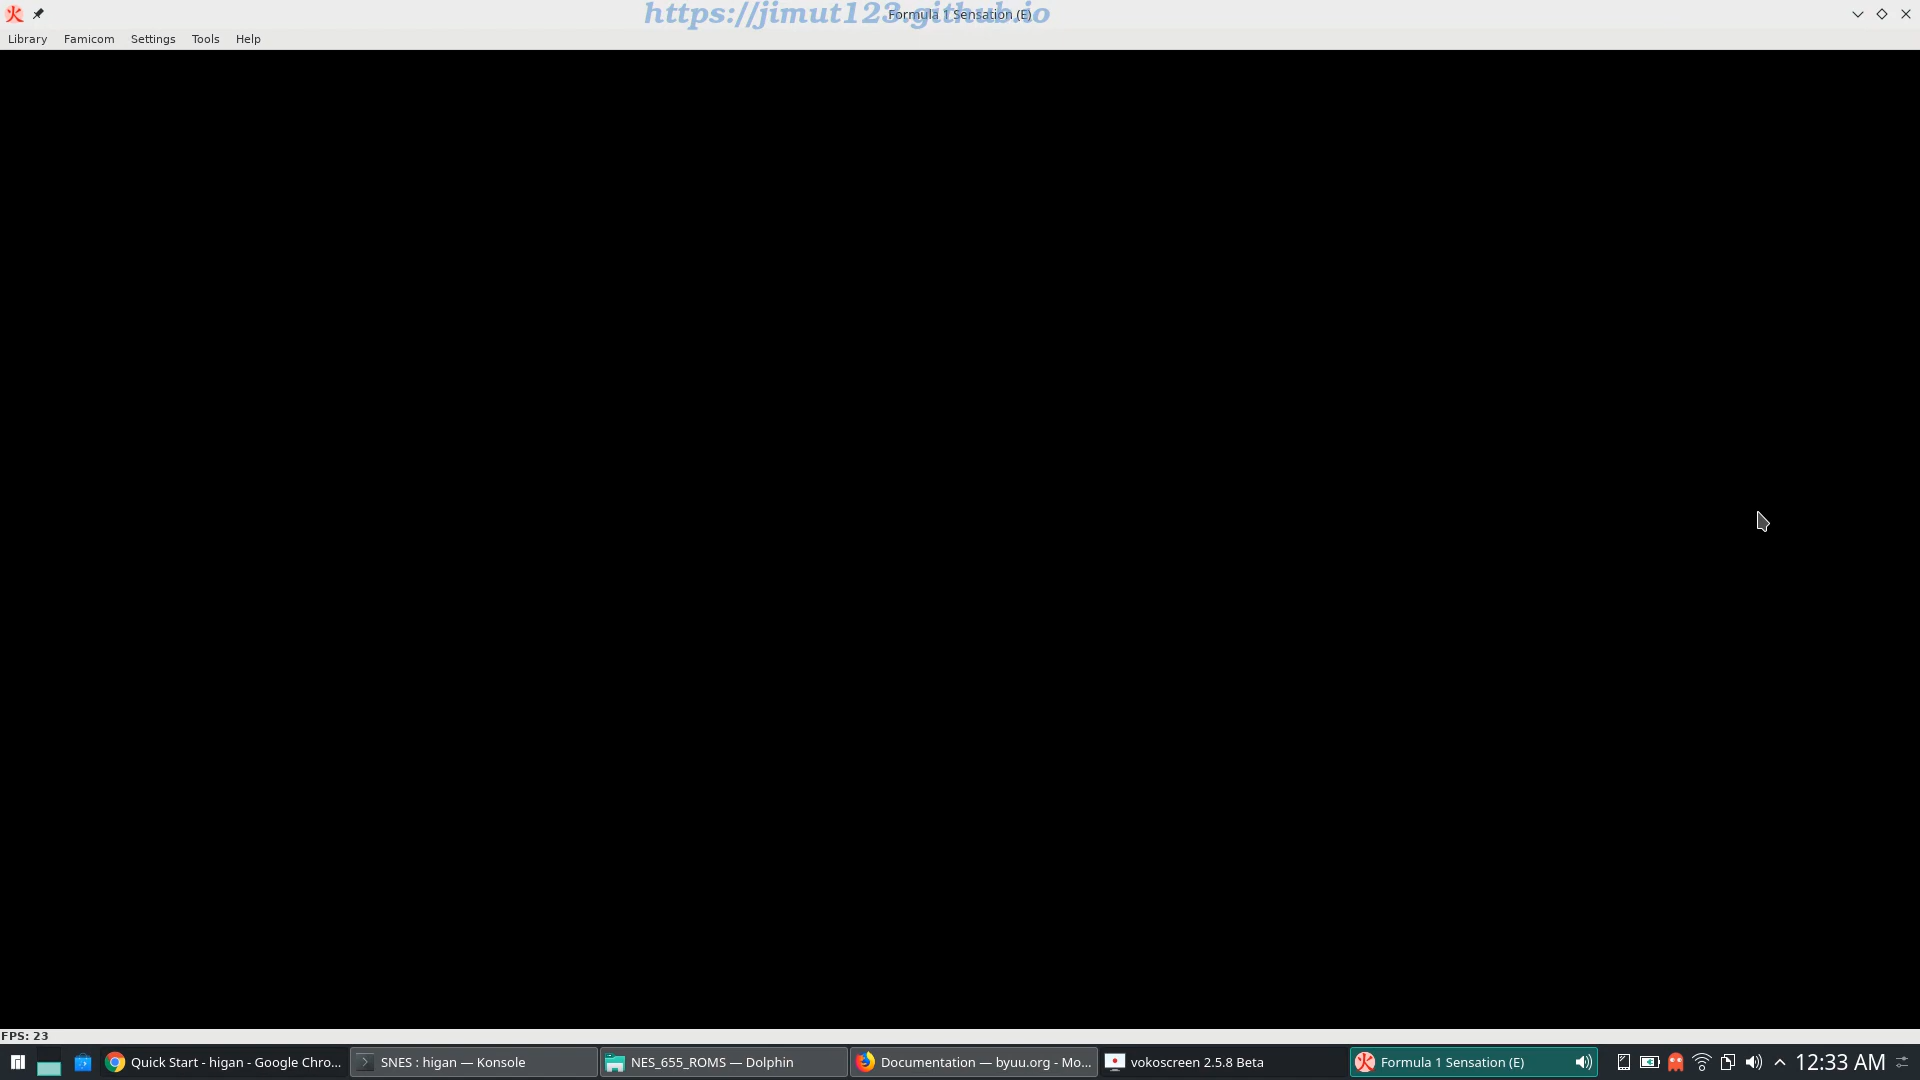 火 https://jimut123.github.io
Formula 1 Sensation (E)
Library Famicom Settings Tools Help
FPS: 23
Quick Start - higan - Google Chro... SNES : higan — Konsole NES_655_ROMS — Dolphin Documentation — byuu.org - Mo... vokoscreen 2.5.8 Beta 火 Formula 1 Sensation (E) 12:33 AM